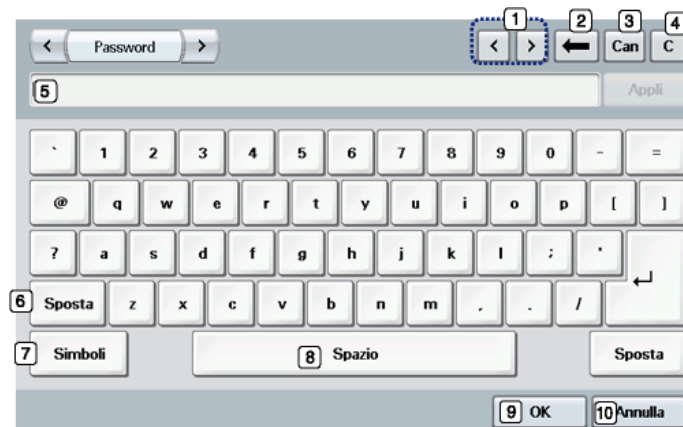 1 2 3 4
< Password > < > ← Can C
5 Appli
` 1 2 3 4 5 6 7 8 9 0 - =
@ q w e r t y u i o p [ ]
? a s d f g h j k l ; '
6 Sposta z x c v b n m , . /
7 Simboli 8 Spazio Sposta
9 OK 10 Annulla